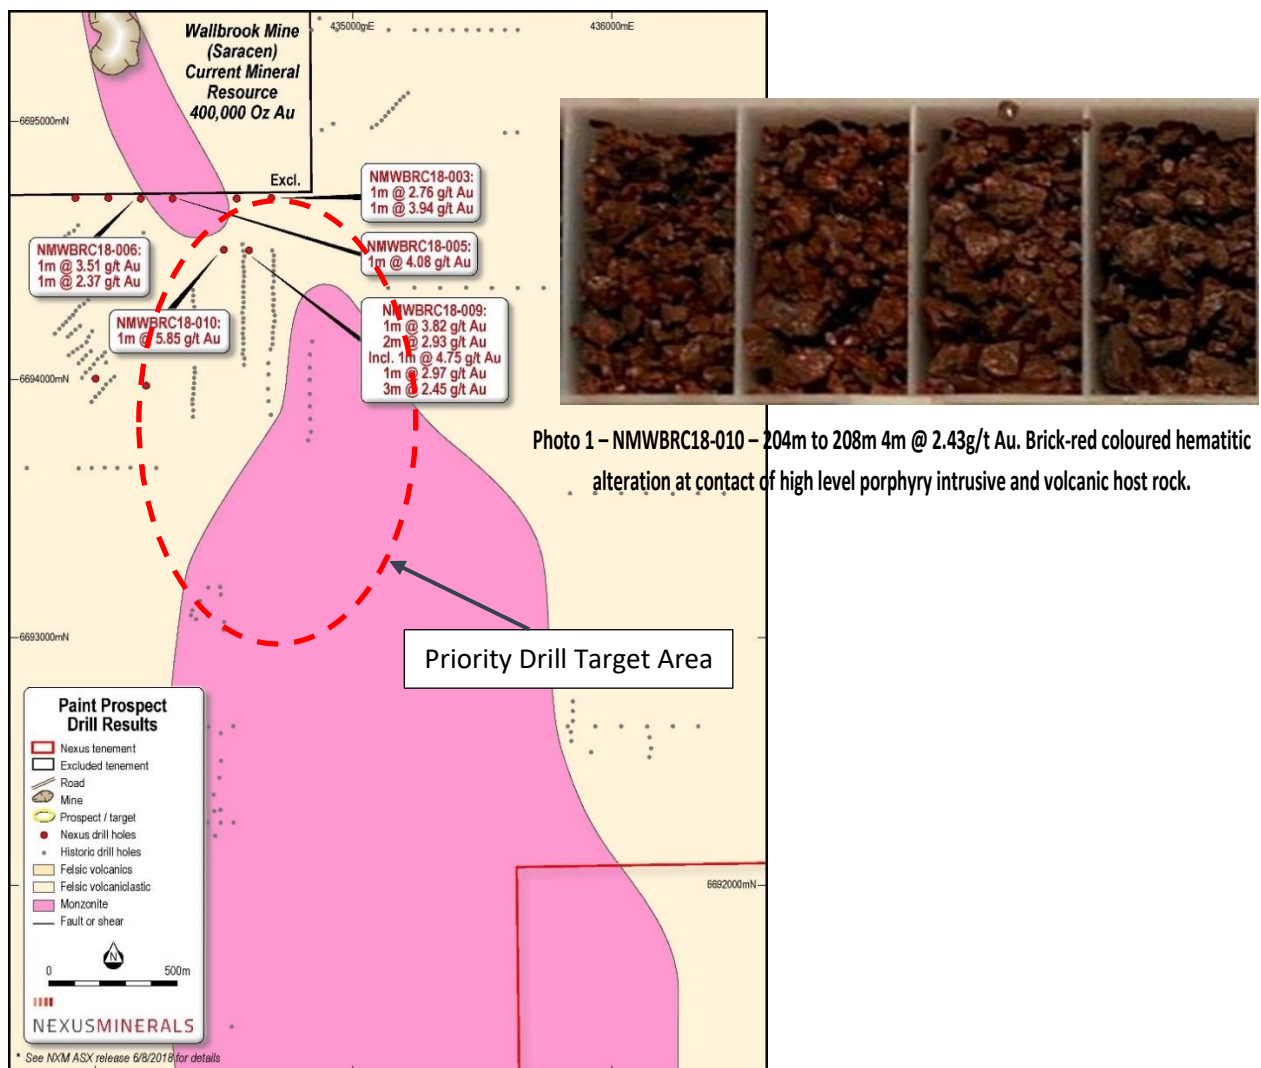 435000mE
436000mE
Wallbrook Mine
(Saracen)
Current Mineral
Resource
400,000 Oz Au
6695000mN
Excl.
NMWBRC18-003:
1m @ 2.76 g/t Au
1m @ 3.94 g/t Au
NMWBRC18-005:
1m @ 4.08 g/t Au
NMWBRC18-006:
1m @ 3.51 g/t Au
1m @ 2.37 g/t Au
NMWBRC18-010:
1m @ 5.85 g/t Au
NMWBRC18-009:
1m @ 3.82 g/t Au
2m @ 2.93 g/t Au
Incl. 1m @ 4.75 g/t Au
1m @ 2.97 g/t Au
3m @ 2.45 g/t Au
6694000mN
Photo 1 – NMWBRC18-010 – 204m to 208m 4m @ 2.43g/t Au. Brick-red coloured hematitic
alteration at contact of high level porphyry intrusive and volcanic host rock.
6693000mN
Priority Drill Target Area
Paint Prospect
Drill Results
Nexus tenement
Excluded tenement
Road
Mine
Prospect / target
Nexus drill holes
Historic drill holes
Felsic volcanics
Felsic volcaniclastic
Monzonite
Fault or shear
N
0 500m
NEXUSMINERALS
6692000mN
* See NXM ASX release 6/8/2018 for details